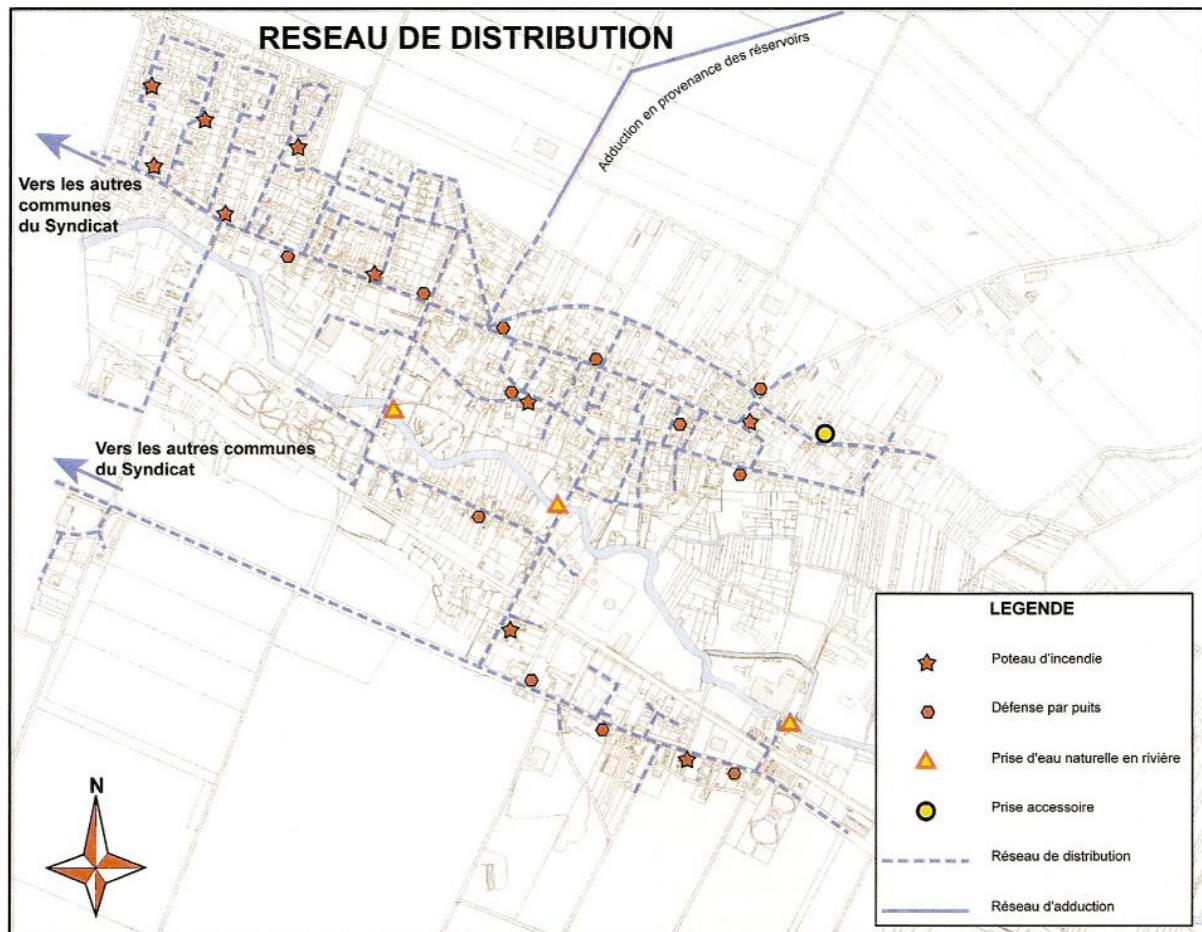 RESEAU DE DISTRIBUTION
Adduction en provenance des réservoirs
Vers les autres
communes
du Syndicat
Vers les autres communes
du Syndicat
N
LEGENDE
Poteau d'incendie
Défense par puits
Prise d'eau naturelle en rivière
Prise accessoire
Réseau de distribution
Réseau d'adduction